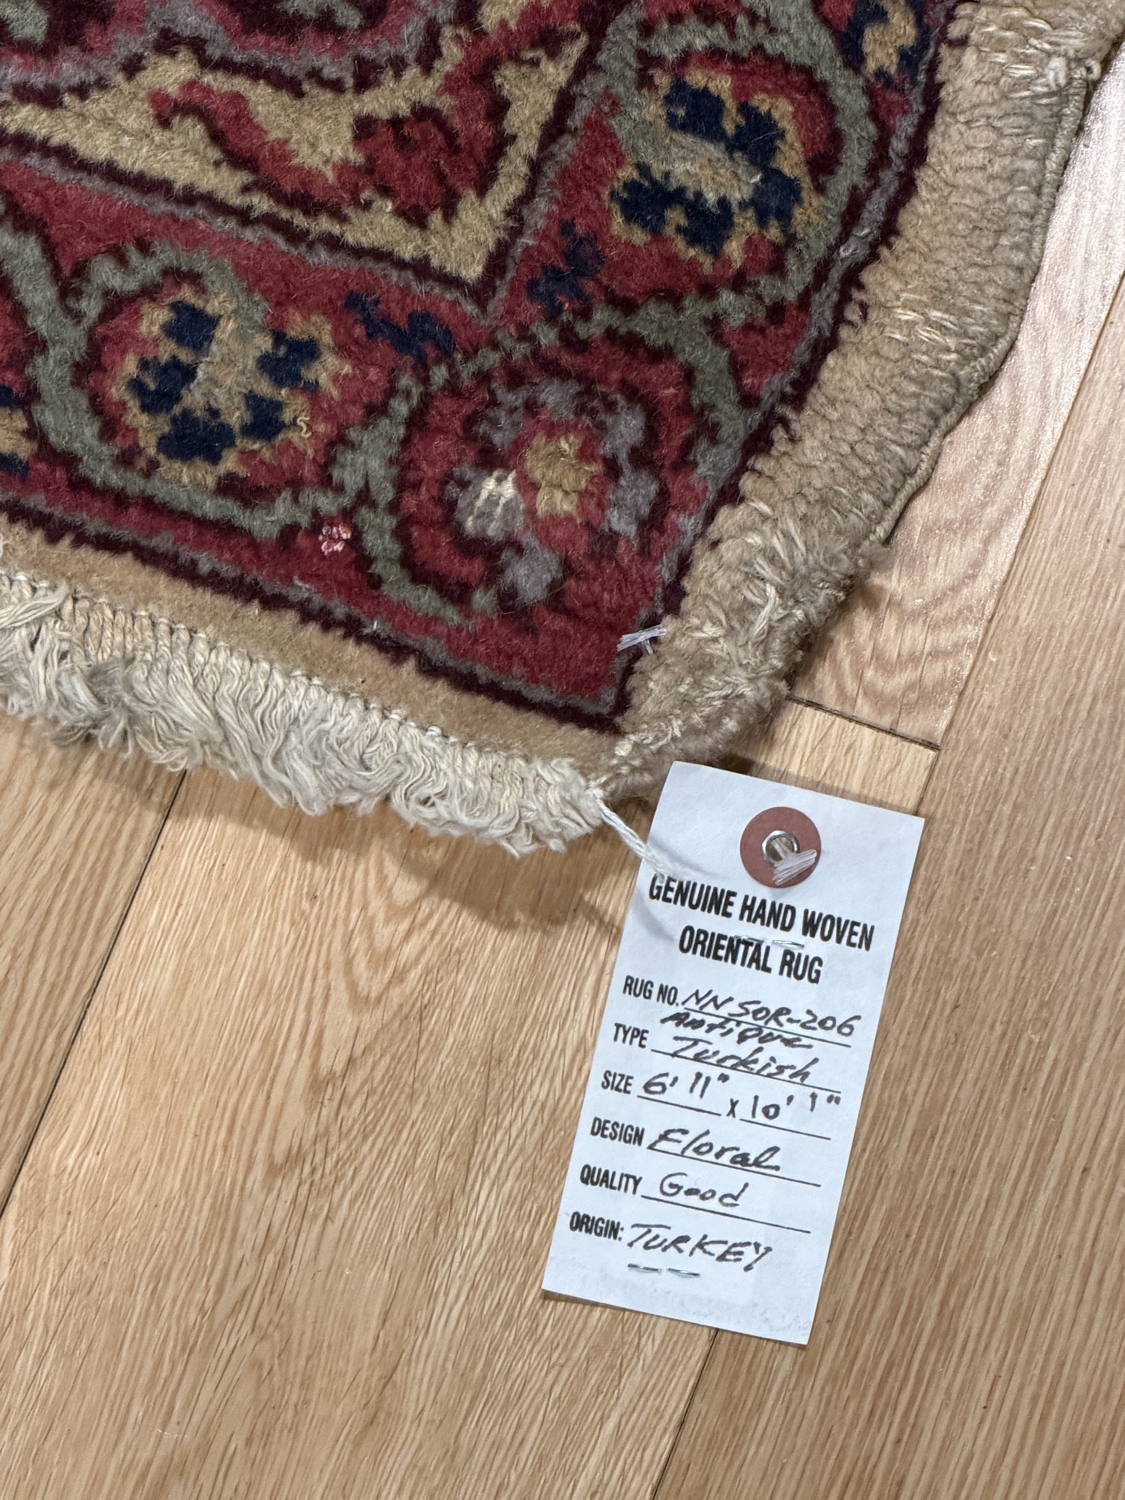 GENUINE HAND WOVEN
ORIENTAL RUG
RUG NO. NN SOR-206
Antique
TYPE Turkish
SIZE 6' 11" X 10' 1"
DESIGN Floral
QUALITY Good
ORIGIN: TURKEY